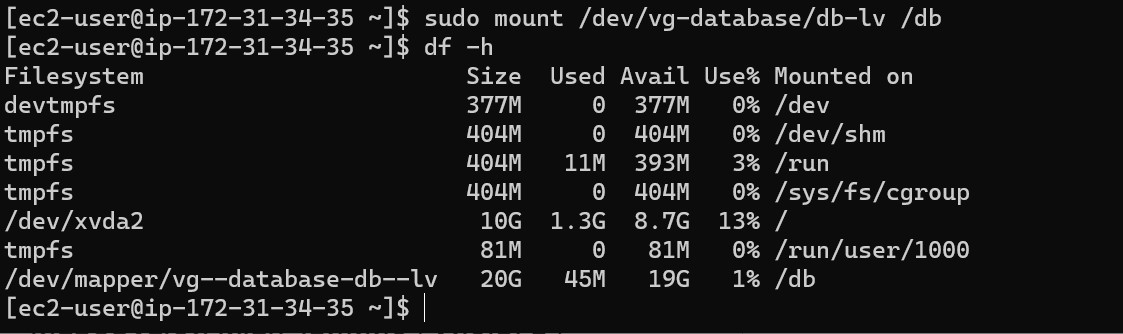 [ec2-user@ip-172-31-34-35 ~]$ sudo mount /dev/vg-database/db-lv /db
[ec2-user@ip-172-31-34-35 ~]$ df -h
Filesystem                        Size  Used Avail Use% Mounted on
devtmpfs                          377M     0  377M   0% /dev
tmpfs                             404M     0  404M   0% /dev/shm
tmpfs                             404M   11M  393M   3% /run
tmpfs                             404M     0  404M   0% /sys/fs/cgroup
/dev/xvda2                         10G  1.3G  8.7G  13% /
tmpfs                              81M     0   81M   0% /run/user/1000
/dev/mapper/vg--database-db--lv   20G   45M   19G   1% /db
[ec2-user@ip-172-31-34-35 ~]$